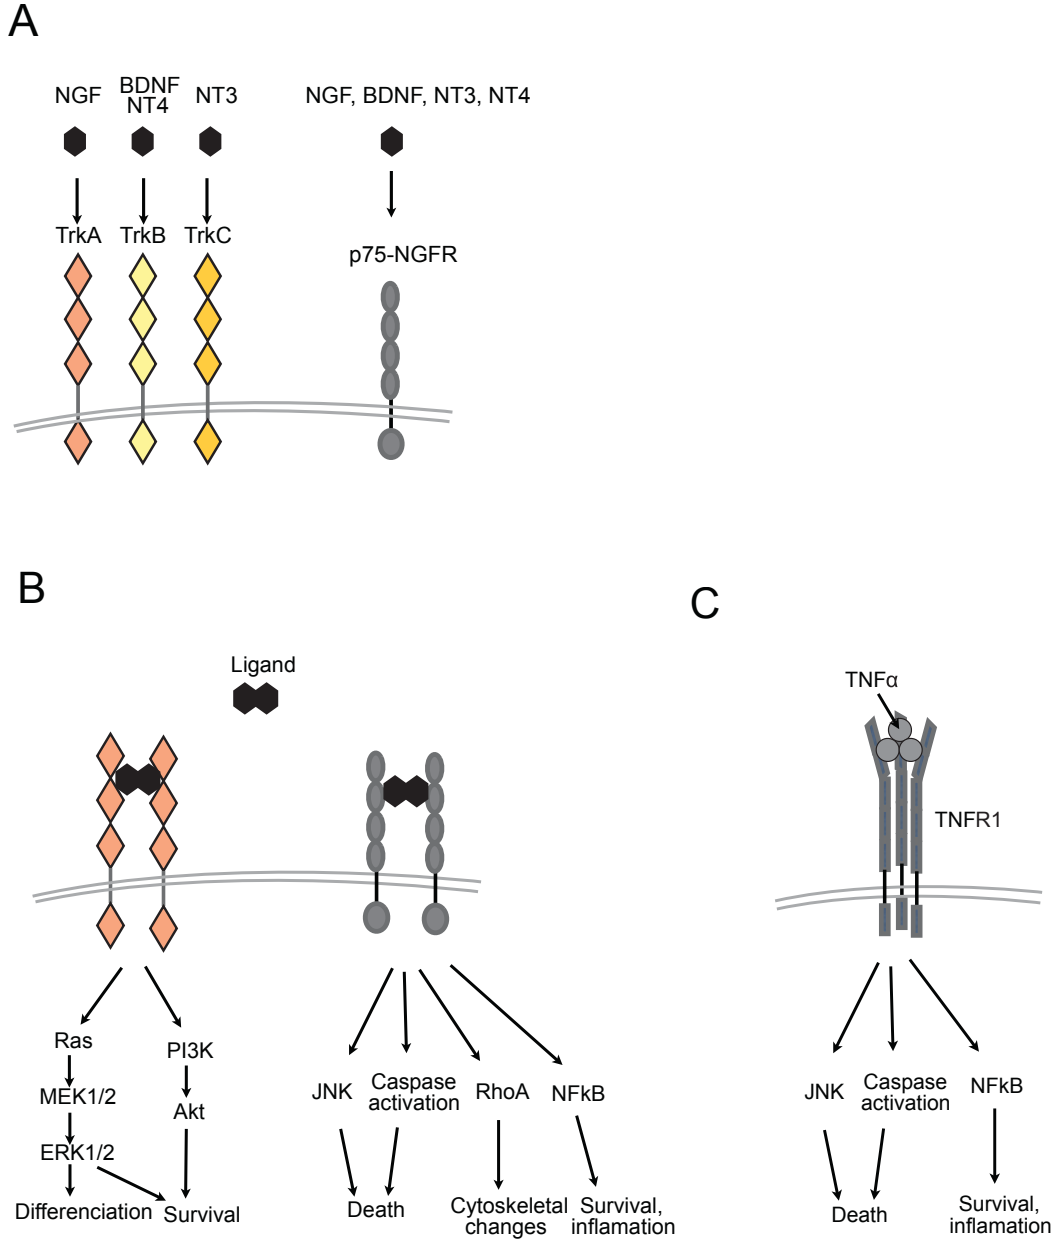 A
NGF
BDNF
NT4
NT3
NGF, BDNF, NT3, NT4
TrkA
TrkB
TrkC
p75-NGFR
B
Ligand
Ras
MEK1/2
ERK1/2
Differenciation
PI3K
Akt
Survival
JNK
Caspase
activation
RhoA
NFkB
Death
Cytoskeletal
changes
Survival,
inflamation
C
TNFα
TNFR1
JNK
Caspase
activation
NFkB
Death
Survival,
inflamation